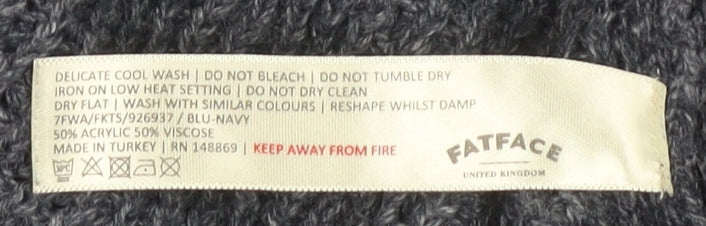 DELICATE COOL WASH | DO NOT BLEACH | DO NOT TUMBLE DRY
IRON ON LOW HEAT SETTING | DO NOT DRY CLEAN
DRY FLAT | WASH WITH SIMILAR COLOURS | RESHAPE WHILST DAMP
7FWA/FKTS/926937 / BLU-NAVY
50% ACRYLIC 50% VISCOSE
MADE IN TURKEY | RN 148869 | KEEP AWAY FROM FIRE
30°C
FATFACE
UNITED KINGDOM